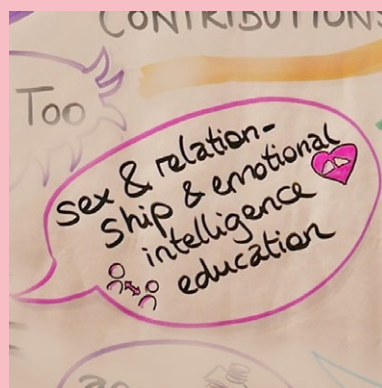 CONTRIBUTIONS
Too
sex & relation-
ship & emotional
intelligence
education